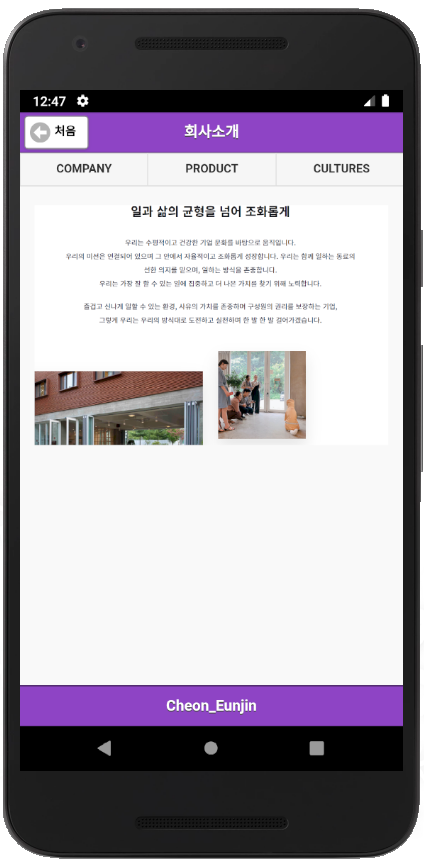 12:47
처음
회사소개
COMPANY
PRODUCT
CULTURES
일과 삶의 균형을 넘어 조화롭게
우리는 수평적이고 건강한 기업 문화를 바탕으로 움직입니다.
우리의 미션은 연결되어 있으며 그 안에서 자율적이고 조화롭게 성장합니다. 우리는 함께 일하는 동료의
선한 의지를 믿으며, 일하는 방식을 존중합니다.
우리는 가장 잘 할 수 있는 일에 집중하고 더 나은 가치를 찾기 위해 노력합니다.
즐겁고 신나게 일할 수 있는 환경, 사유의 가치를 존중하며 구성원의 권리를 보장하는 기업,
그렇게 우리는 우리의 방식대로 도전하고 실천하며 한 발 한 발 걸어가겠습니다.
Cheon_Eunjin